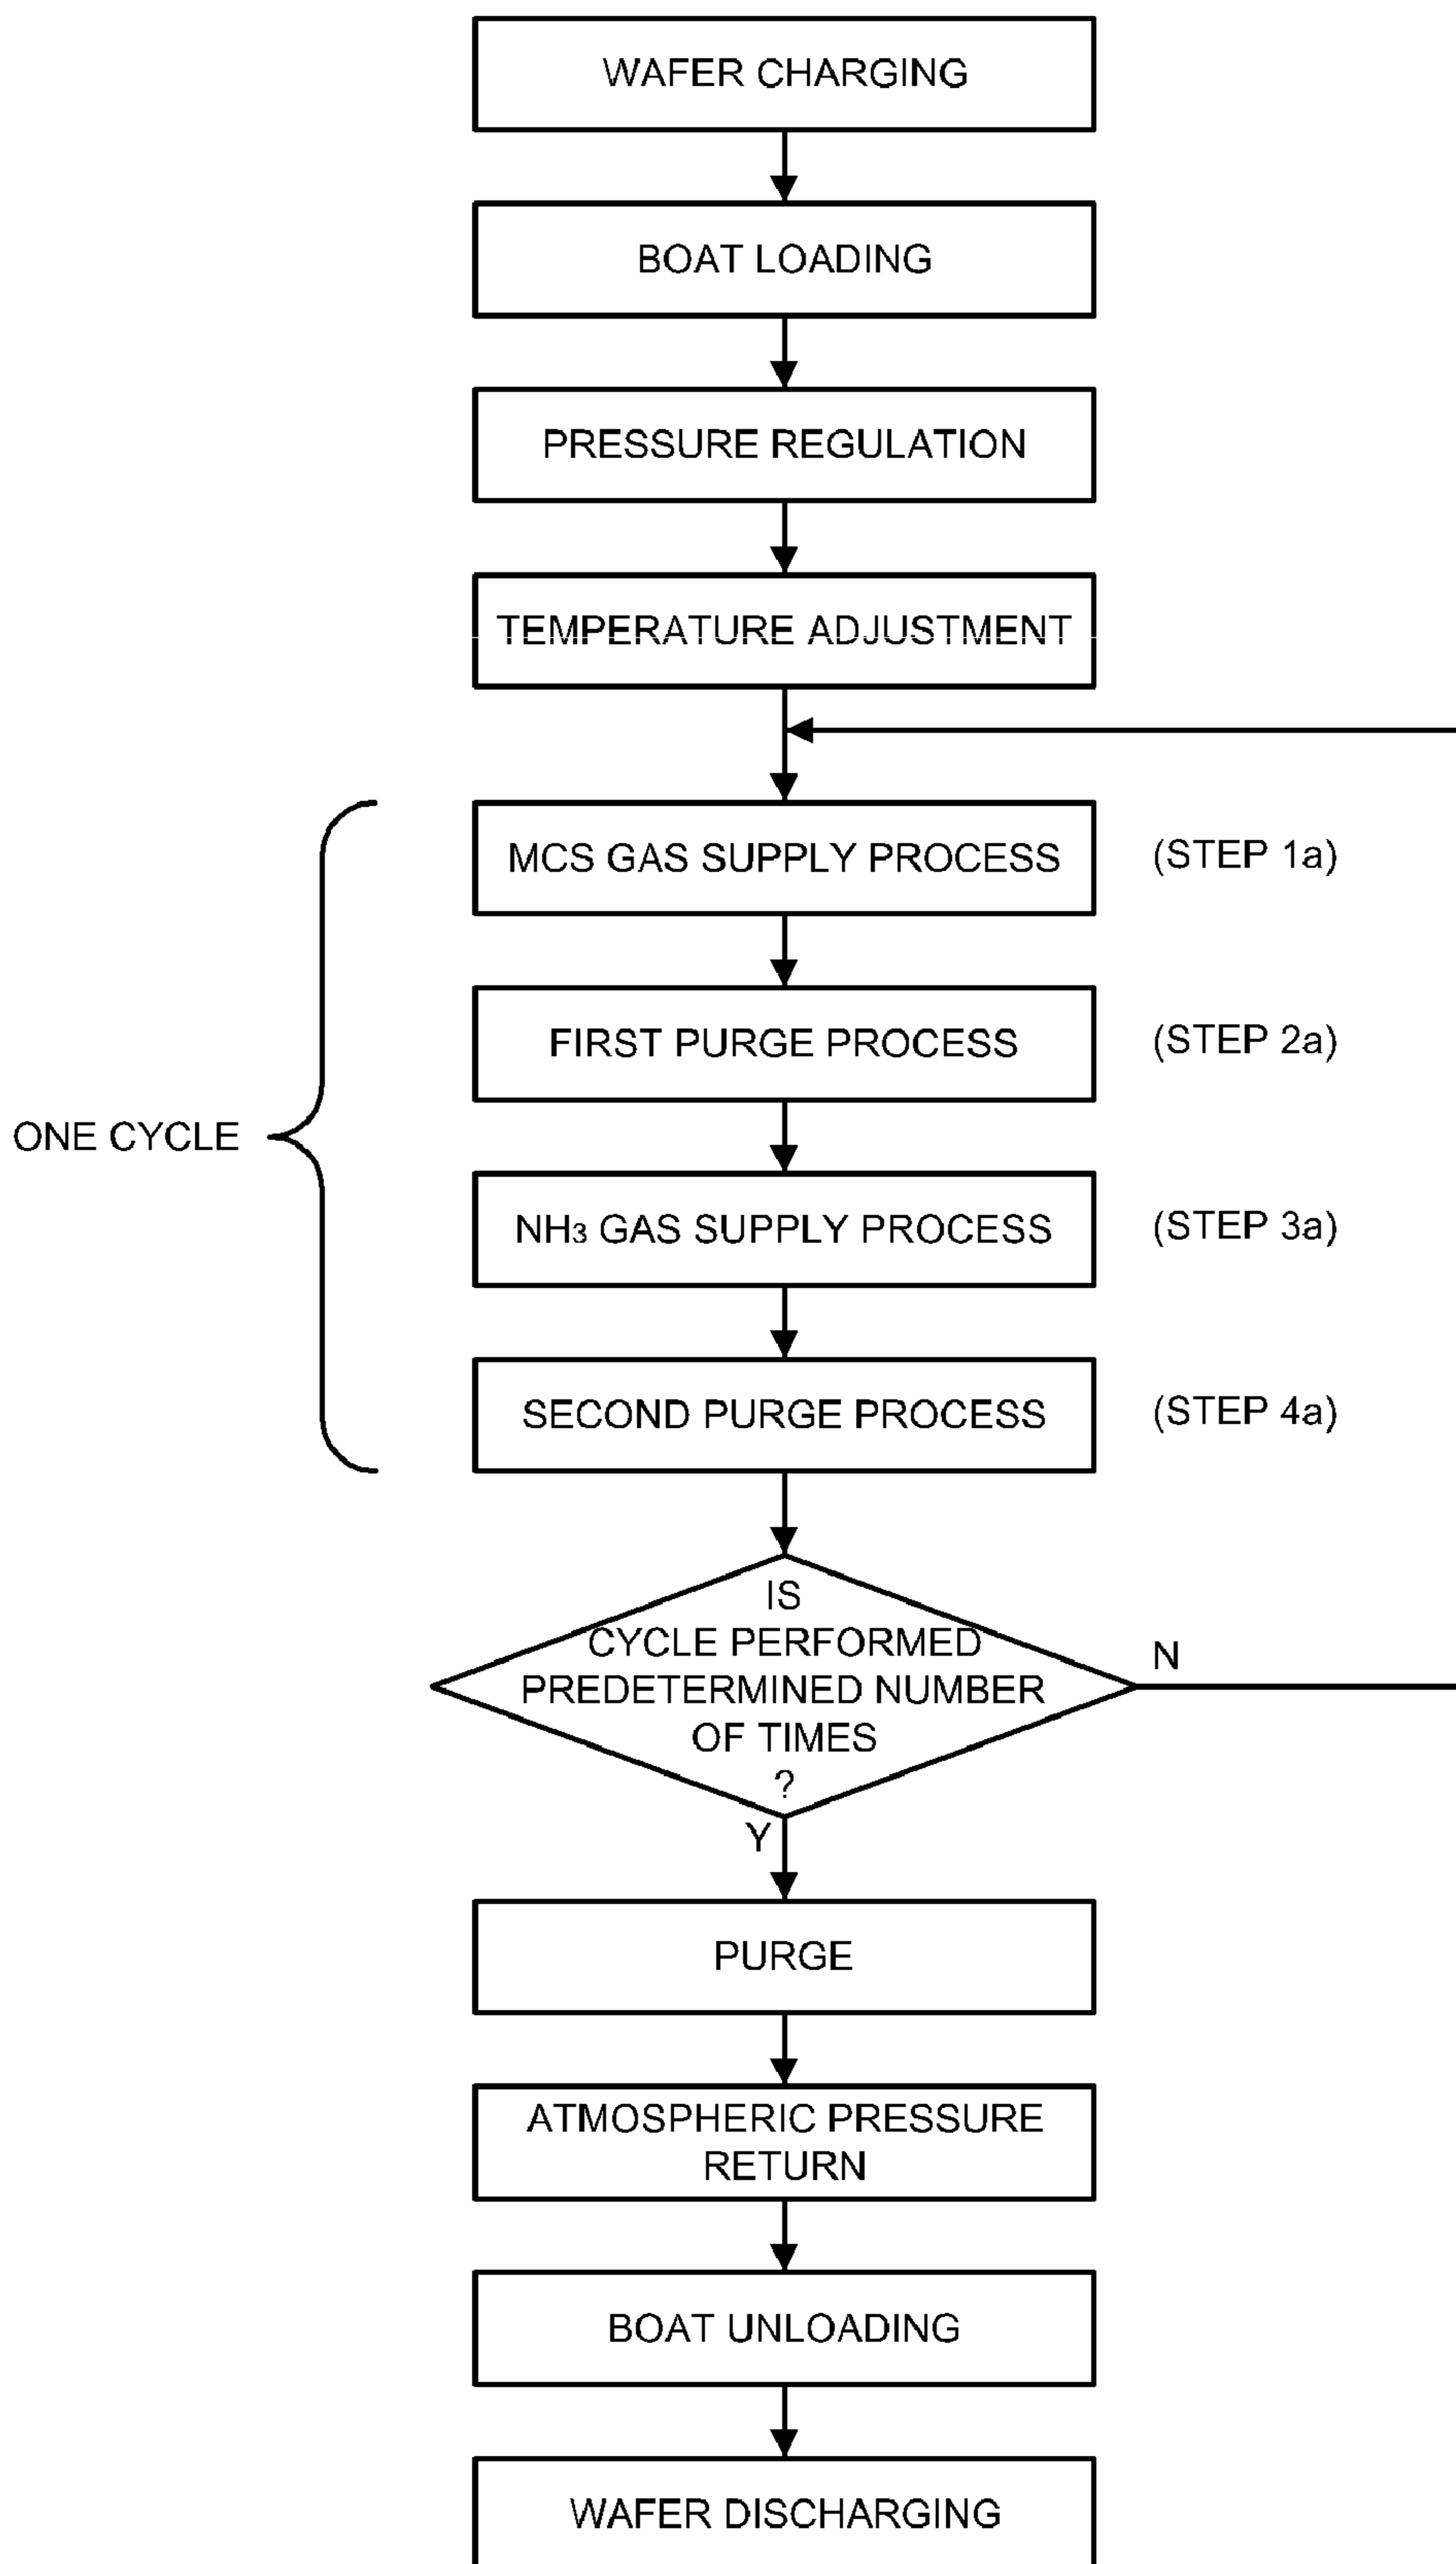 WAFER CHARGING
BOAT LOADING
PRESSURE REGULATION
TEMPERATURE ADJUSTMENT
MCS GAS SUPPLY PROCESS
(STEP 1a)
FIRST PURGE PROCESS
(STEP 2a)
ONE CYCLE
NH₃ GAS SUPPLY PROCESS
(STEP 3a)
SECOND PURGE PROCESS
(STEP 4a)
IS
CYCLE PERFORMED
PREDETERMINED NUMBER
OF TIMES
?
N
Y
PURGE
ATMOSPHERIC PRESSURE
RETURN
BOAT UNLOADING
WAFER DISCHARGING